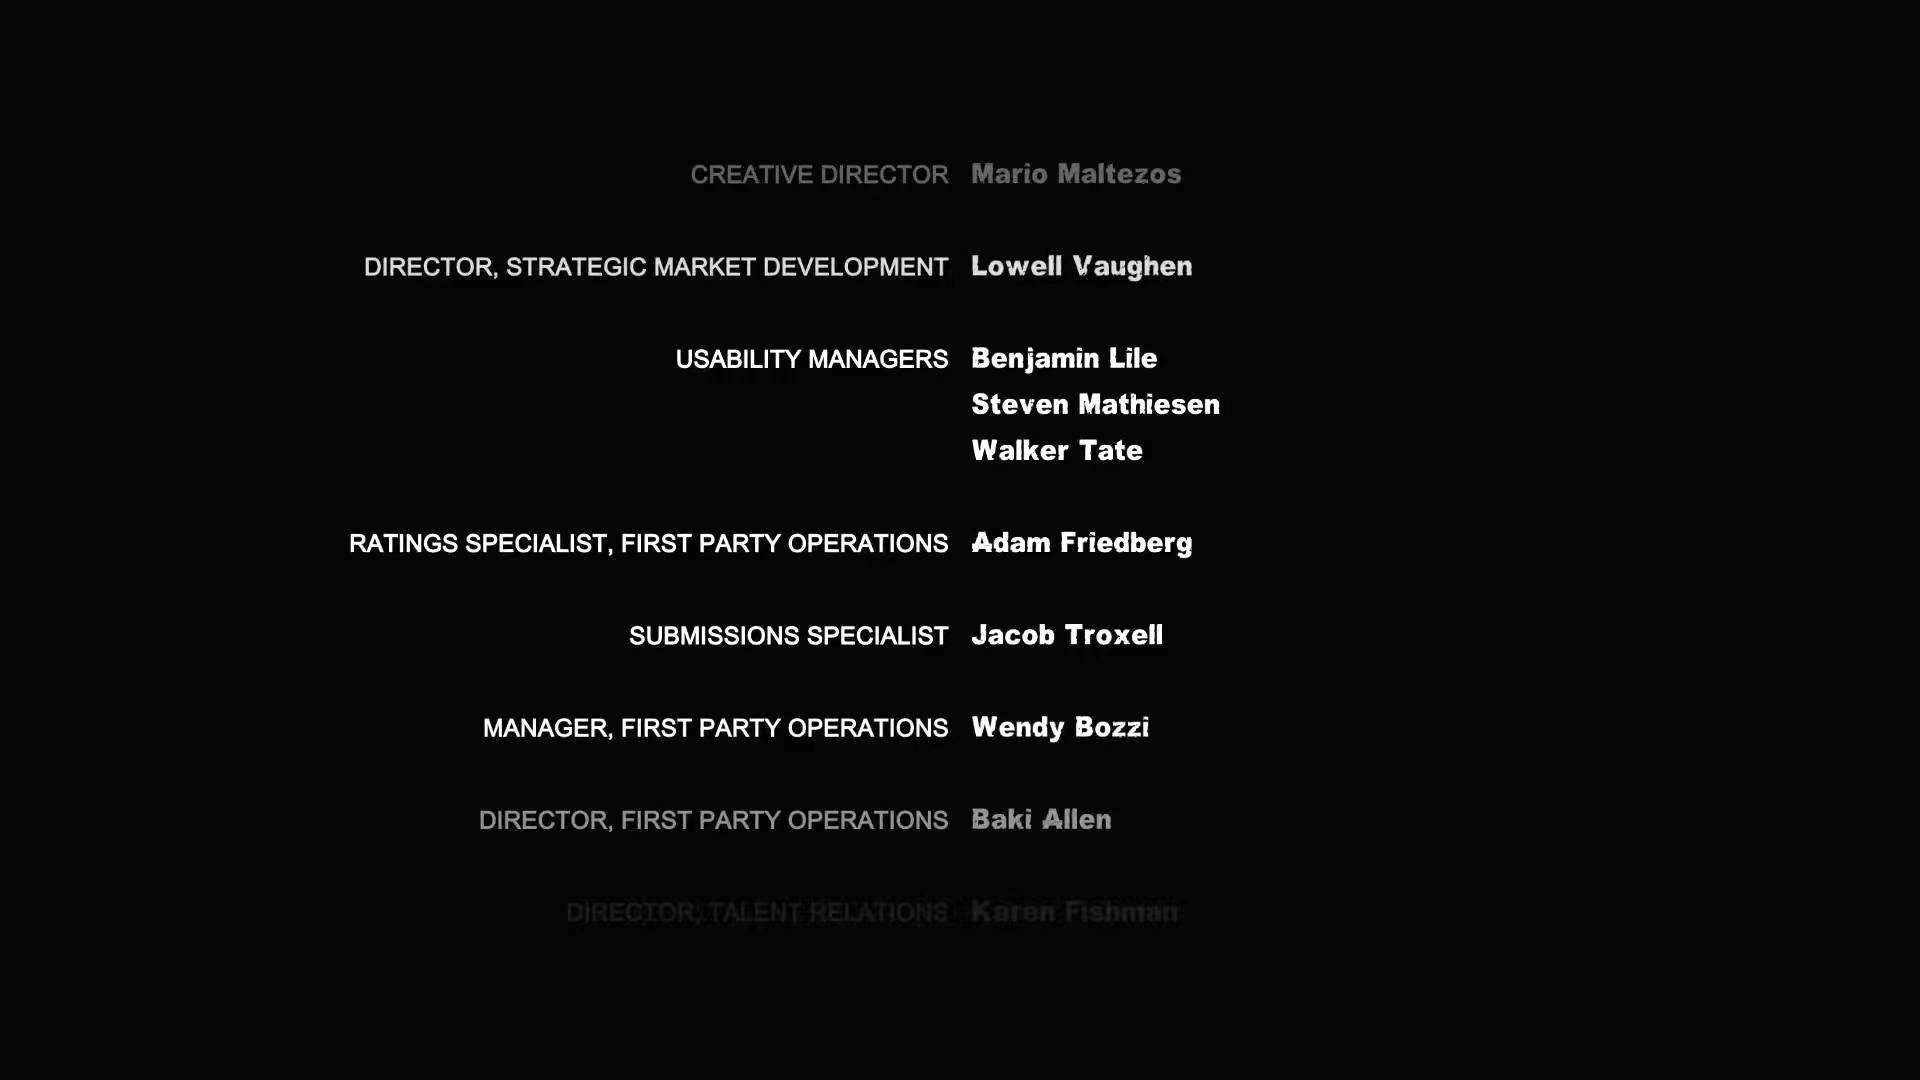 CREATIVE DIRECTOR Mario Maltezos
DIRECTOR, STRATEGIC MARKET DEVELOPMENT Lowell Vaughen
USABILITY MANAGERS Benjamin Lile
Steven Mathiesen
Walker Tate
RATINGS SPECIALIST, FIRST PARTY OPERATIONS Adam Friedberg
SUBMISSIONS SPECIALIST Jacob Troxell
MANAGER, FIRST PARTY OPERATIONS Wendy Bozzi
DIRECTOR, FIRST PARTY OPERATIONS Baki Allen
DIRECTOR, TALENT RELATIONS Karen Fishman